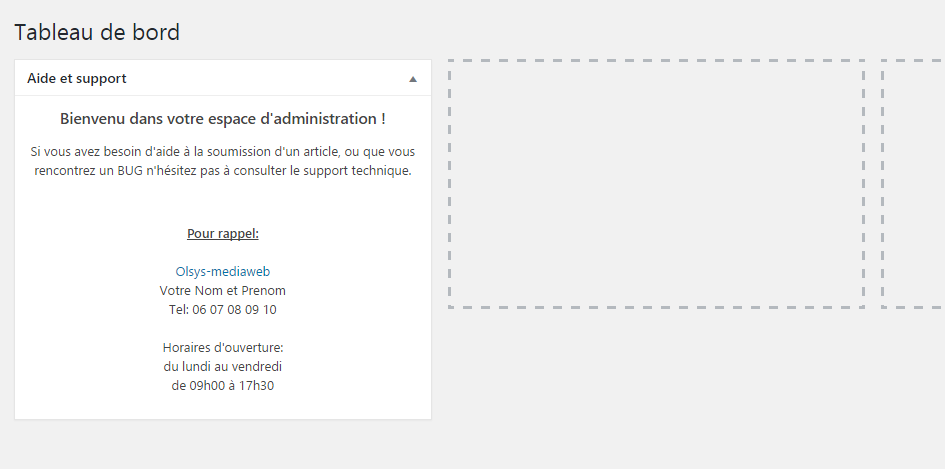 Tableau de bord
Aide et support
Bienvenu dans votre espace d'administration !
Si vous avez besoin d'aide à la soumission d'un article, ou que vous
rencontrez un BUG n'hésitez pas à consulter le support technique.
Pour rappel:
Olsys-mediaweb
Votre Nom et Prenom
Tel: 06 07 08 09 10
Horaires d'ouverture:
du lundi au vendredi
de 09h00 à 17h30